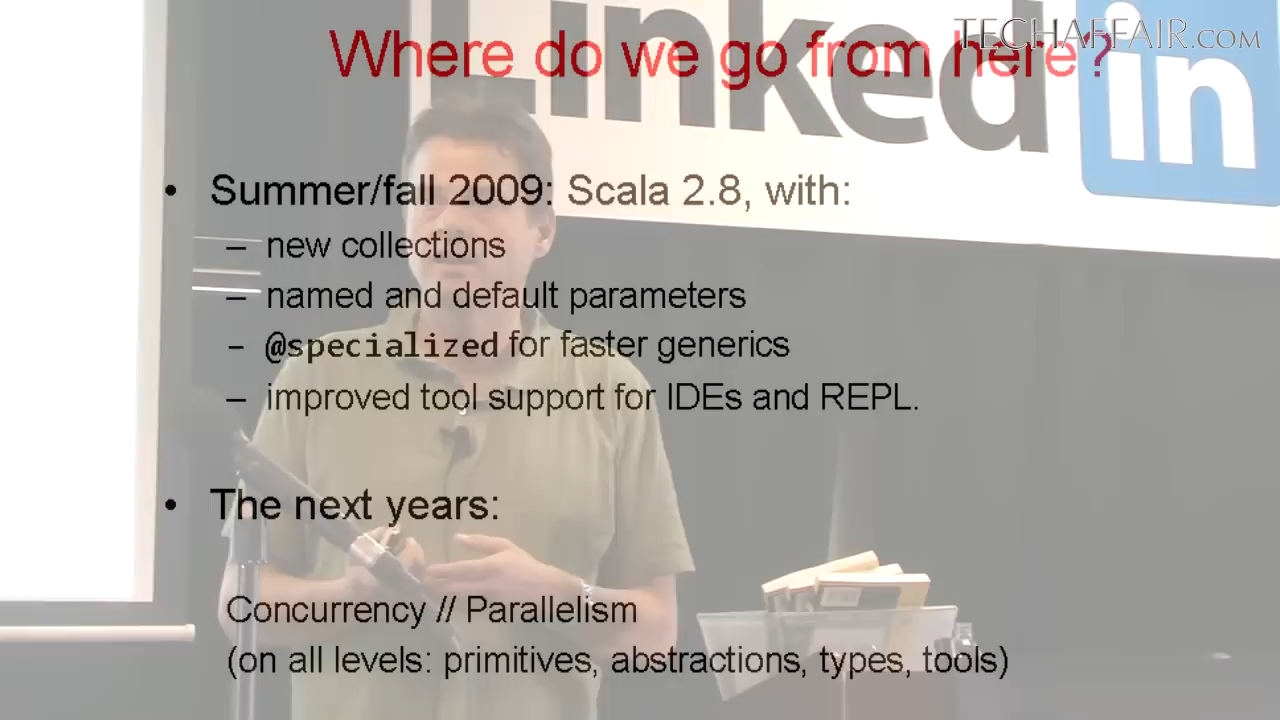 TECHAFFAIR.COM
Linked in
Where do we go from here?
• Summer/fall 2009: Scala 2.8, with:
– new collections
– named and default parameters
– @specialized for faster generics
– improved tool support for IDEs and REPL.
• The next years:
Concurrency // Parallelism
(on all levels: primitives, abstractions, types, tools)